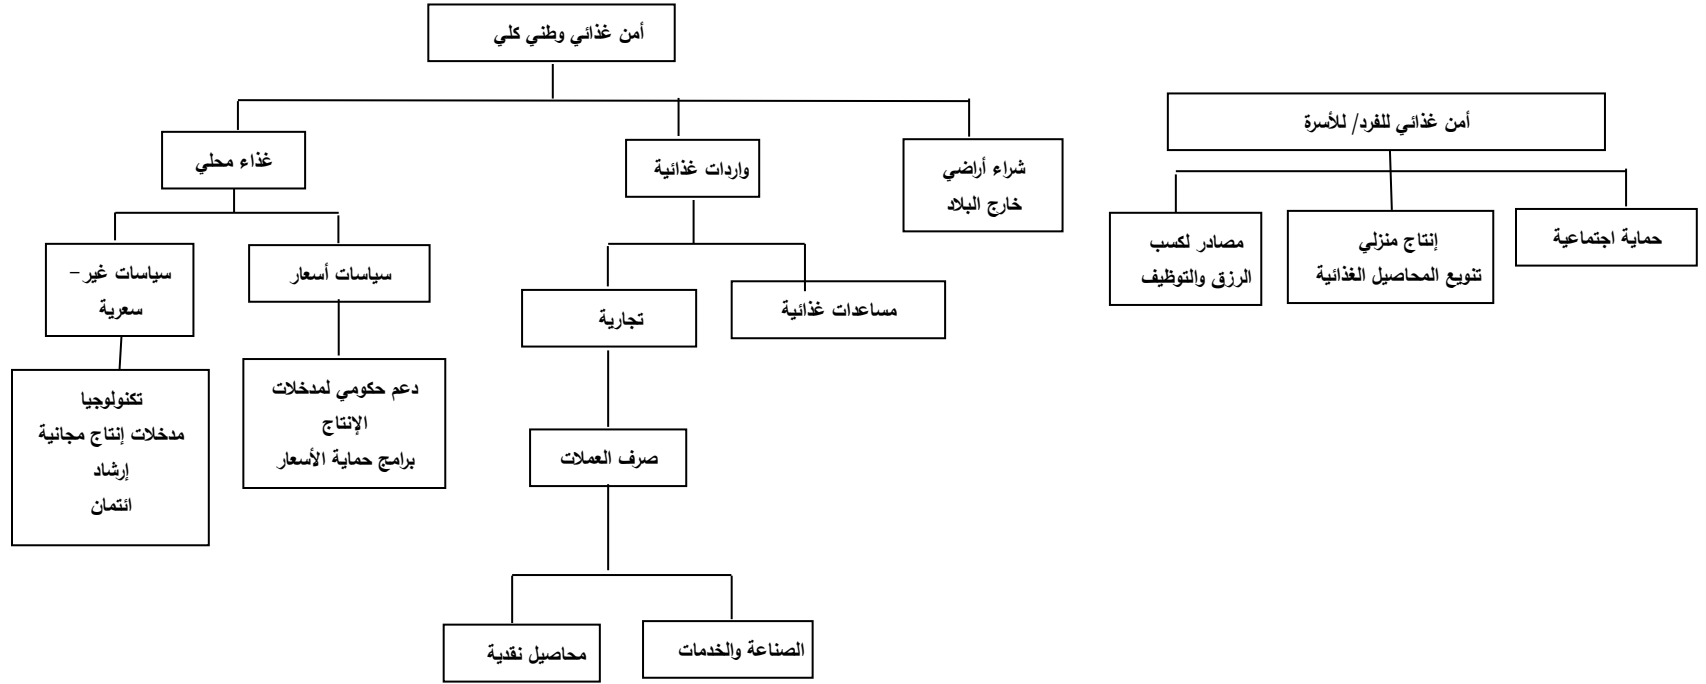 أمن غذائي وطني كلي
أمن غذائي للفرد/ للأسرة
شراء أراضي
خارج البلاد
واردات غذائية
غذاء محلي
حماية اجتماعية
إنتاج منزلي
تنويع المحاصيل الغذائية
مصادر لكسب
الرزق والتوظيف
مساعدات غذائية
تجارية
سياسات أسعار
سياسات غير –
سعرية
دعم حكومي لمدخلات
الإنتاج
برامج حماية الأسعار
تكنولوجيا
مدخلات إنتاج مجانية
إرشاد
ائتمان
صرف العملات
الصناعة والخدمات
محاصيل نقدية